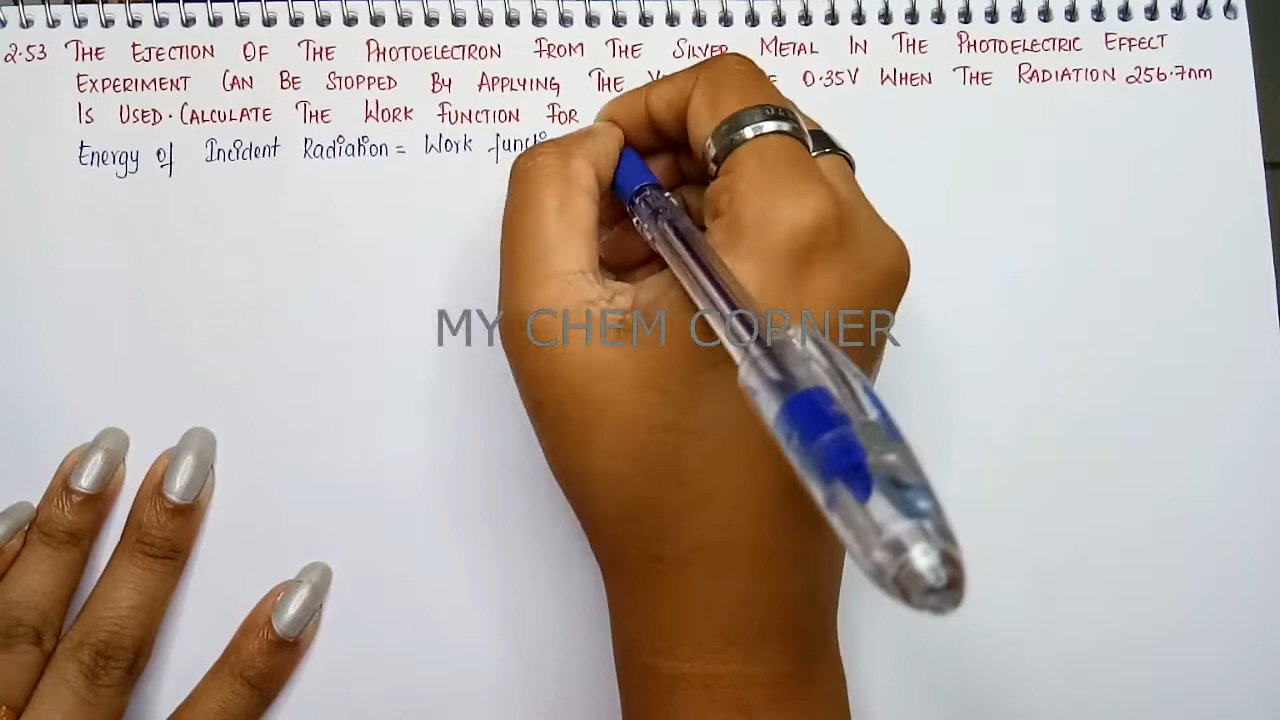 2.53 THE EJECTION OF THE PHOTOELECTRON FROM THE SILVER METAL IN THE PHOTOELECTRIC EFFECT
EXPERIMENT CAN BE STOPPED BY APPLYING THE 0.35V WHEN THE RADIATION 256.7nm
IS USED. CALCULATE THE WORK FUNCTION FOR
Energy of Incident Radiation = Work
MY CHEM CORNER